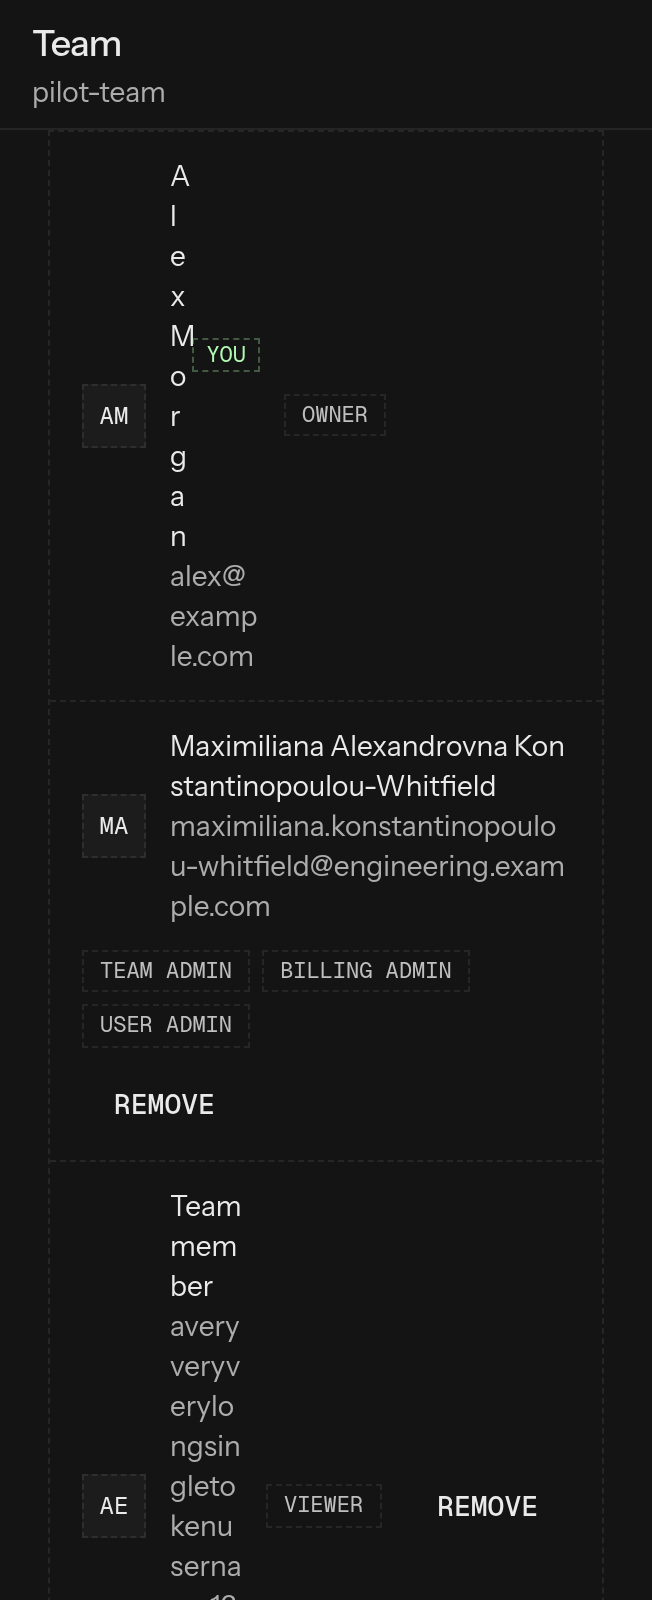 Team
pilot-team
A
l
e
x
M
o
r
g
a
n
YOU
alex@
examp
le.com
AM
OWNER
Maximiliana Alexandrovna Kon
stantinopoulou-Whitfield
maximiliana.konstantinopoulo
u-whitfield@engineering.exam
ple.com
MA
TEAM ADMIN
BILLING ADMIN
USER ADMIN
REMOVE
Team
mem
ber
avery
veryv
erylo
ngsin
gleto
kenu
serna
AE
VIEWER
REMOVE